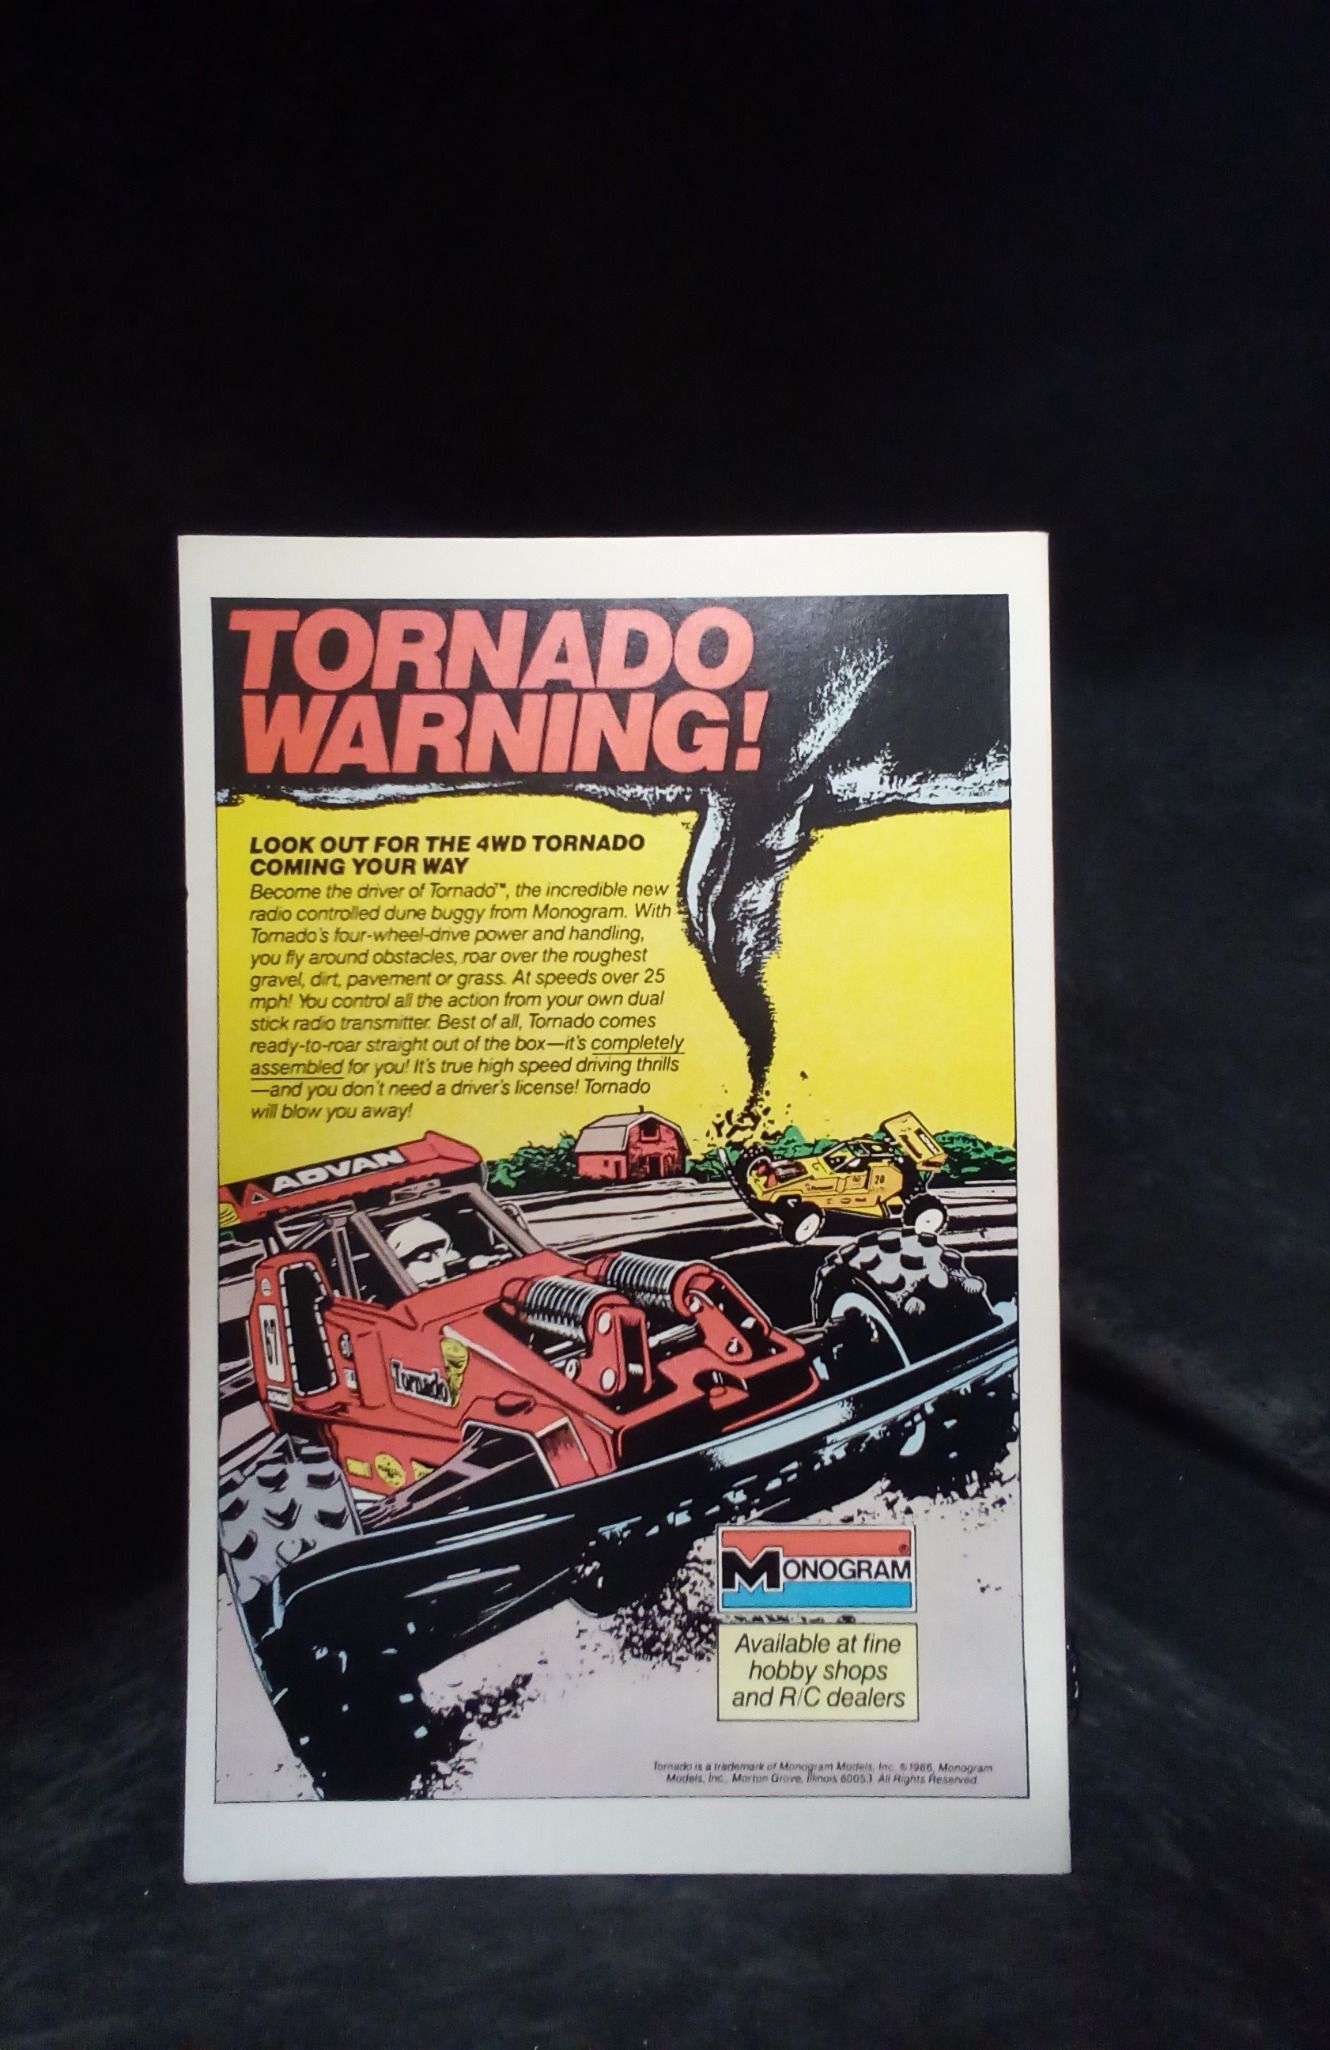 TORNADO
WARNING!
LOOK OUT FOR THE 4WD TORNADO
COMING YOUR WAY
Become the driver of Tornado™, the incredible new
radio controlled dune buggy from Monogram. With
Tornado's four-wheel-drive power and handling,
you fly around obstacles, roar over the roughest
gravel, dirt, pavement or grass. At speeds over 25
mph! You control all the action from your own dual
stick radio transmitter. Best of all, Tornado comes
ready-to-roar straight out of the box—it's completely
assembled for you! It's true high speed driving thrills
—and you don't need a driver's license! Tornado
will blow you away!
ADVAN
20
67
Tornado
MONOGRAM®
Available at fine
hobby shops
and R/C dealers
Tornado is a trademark of Monogram Models, Inc. © 1986, Monogram
Models, Inc., Morton Grove, Illinois 60053. All Rights Reserved.